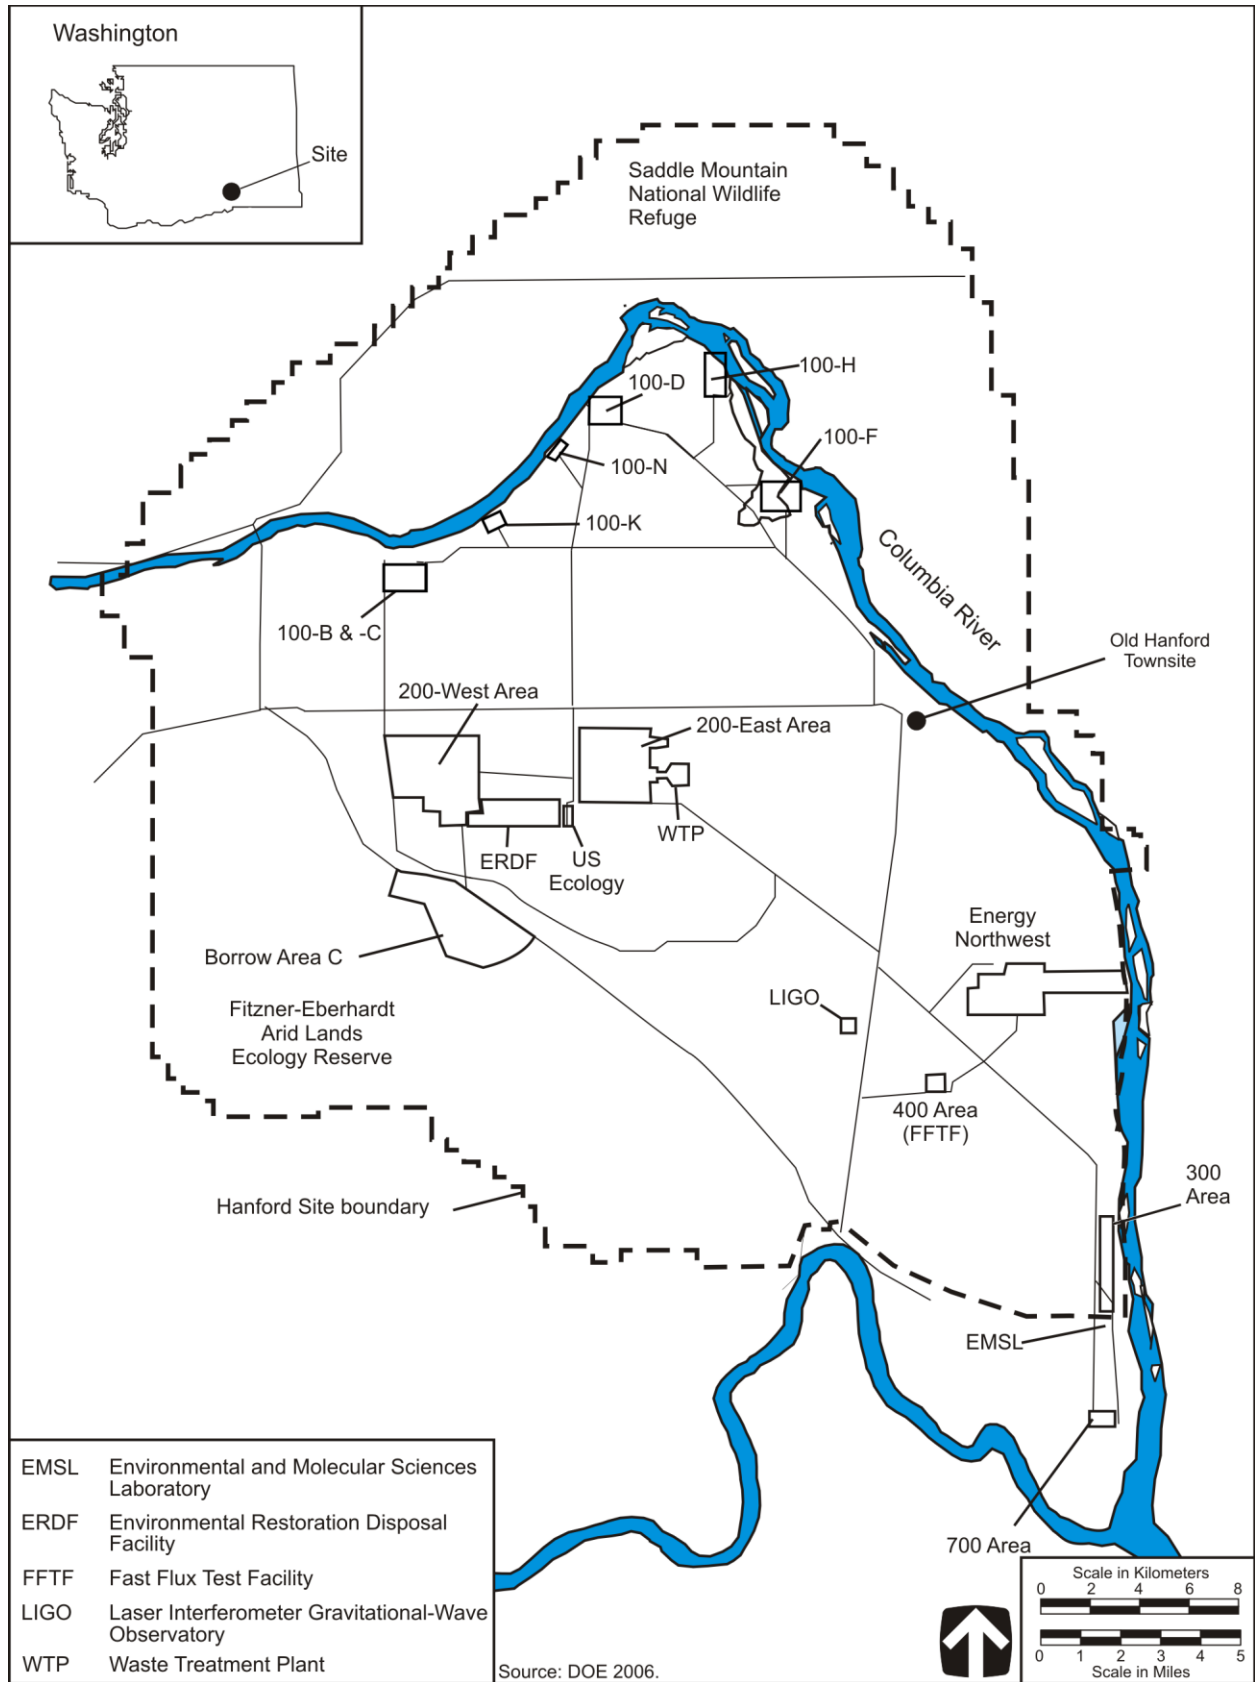 Washington
Site
Saddle Mountain
National Wildlife
Refuge
100-H
100-D
100-F
100-N
100-K
Columbia River
100-B & -C
Old Hanford
Townsite
200-West Area
200-East Area
WTP
ERDF
US
Ecology
Energy
Northwest
Borrow Area C
LIGO
Fitzner-Eberhardt
Arid Lands
Ecology Reserve
400 Area
(FFTF)
300
Area
Hanford Site boundary
EMSL
700 Area
EMSL Environmental and Molecular Sciences
Laboratory
ERDF Environmental Restoration Disposal
Facility
FFTF Fast Flux Test Facility
LIGO Laser Interferometer Gravitational-Wave
Observatory
WTP Waste Treatment Plant
Source: DOE 2006.
Scale in Kilometers
0 2 4 6 8
0 1 2 3 4 5
Scale in Miles